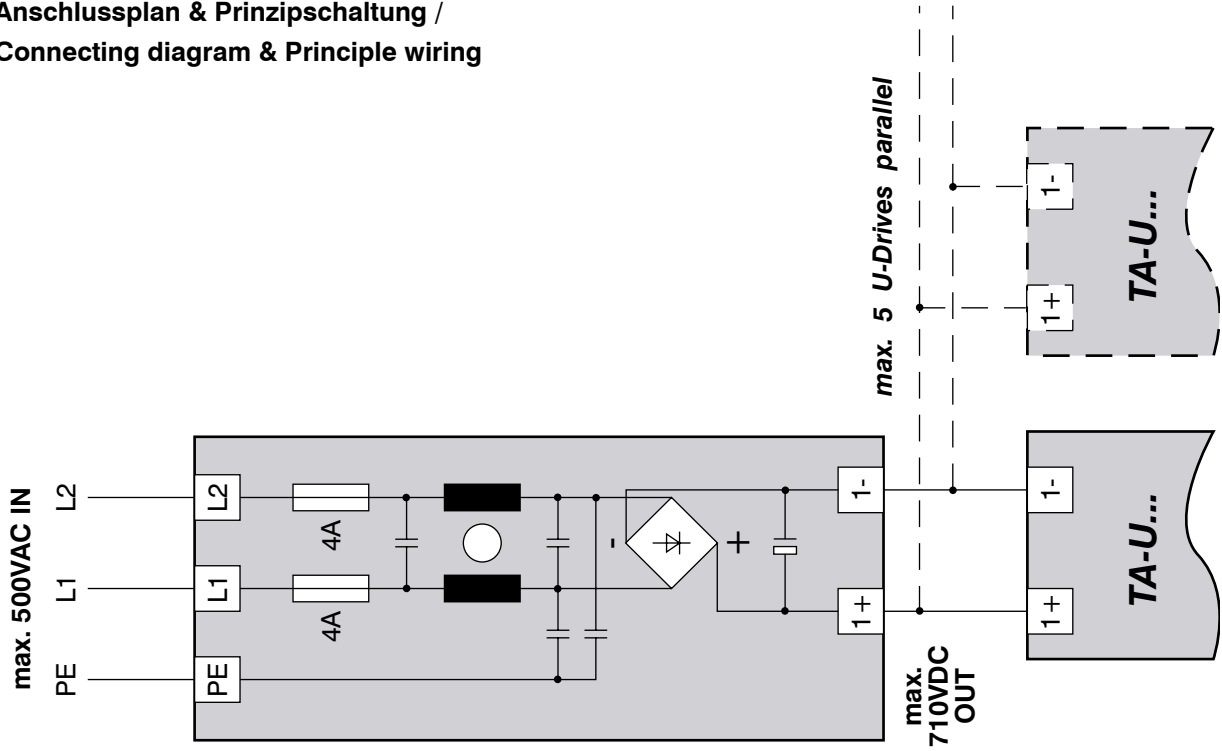 Anschlussplan & Prinzipschaltung /
Connecting diagram & Principle wiring
max. 500VAC IN
L2
L1
PE
L2
L1
PE
4A
4A
-
+
1-
1+
max.
710VDC
OUT
max. 5 U-Drives parallel
1-
1+
TA-U...
1-
1+
TA-U...